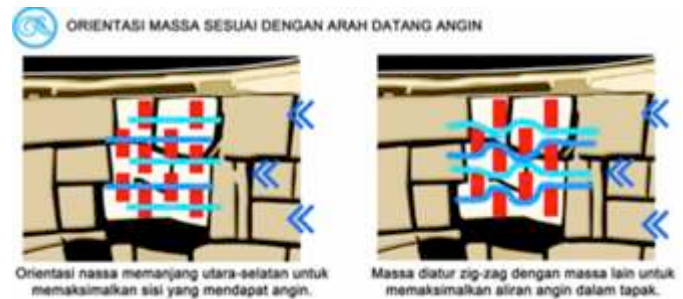 ORIENTASI MASSA SESUAI DENGAN ARAH DATANG ANGIN
Orientasi nassa memanjang utara-selatan untuk
memaksimalkan sisi yang mendapat angin.
Massa diatur zig-zag dengan massa lain untuk
memaksimalkan aliran angin dalam tapak.